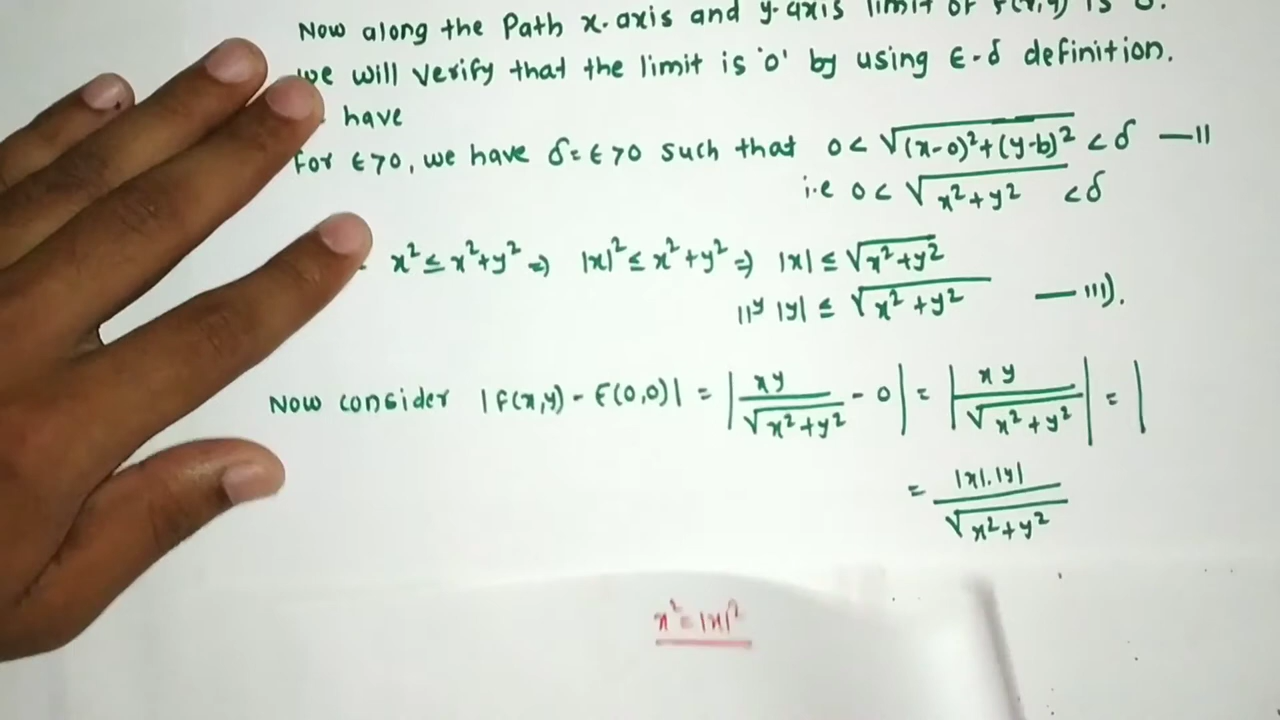 Now along the Path x-axis and y-axis limit of f(x,y) is 0.
we will verify that the limit is '0' by using ϵ-δ definition.
have
For ϵ>0, we have δ=ϵ>0 such that 0<√(x-0)²+(y-b)² <δ —11
i.e 0<√x²+y² <δ
x²≤x²+y² ⇒ |x|²≤x²+y² ⇒ |x|≤√x²+y²
||ly |y|≤√x²+y² —111).
Now consider |f(x,y)-f(0,0)| = |xy/√x²+y² - 0| = |xy/√x²+y²| = |
= |x|.|y|/√x²+y²
x²=|x|²